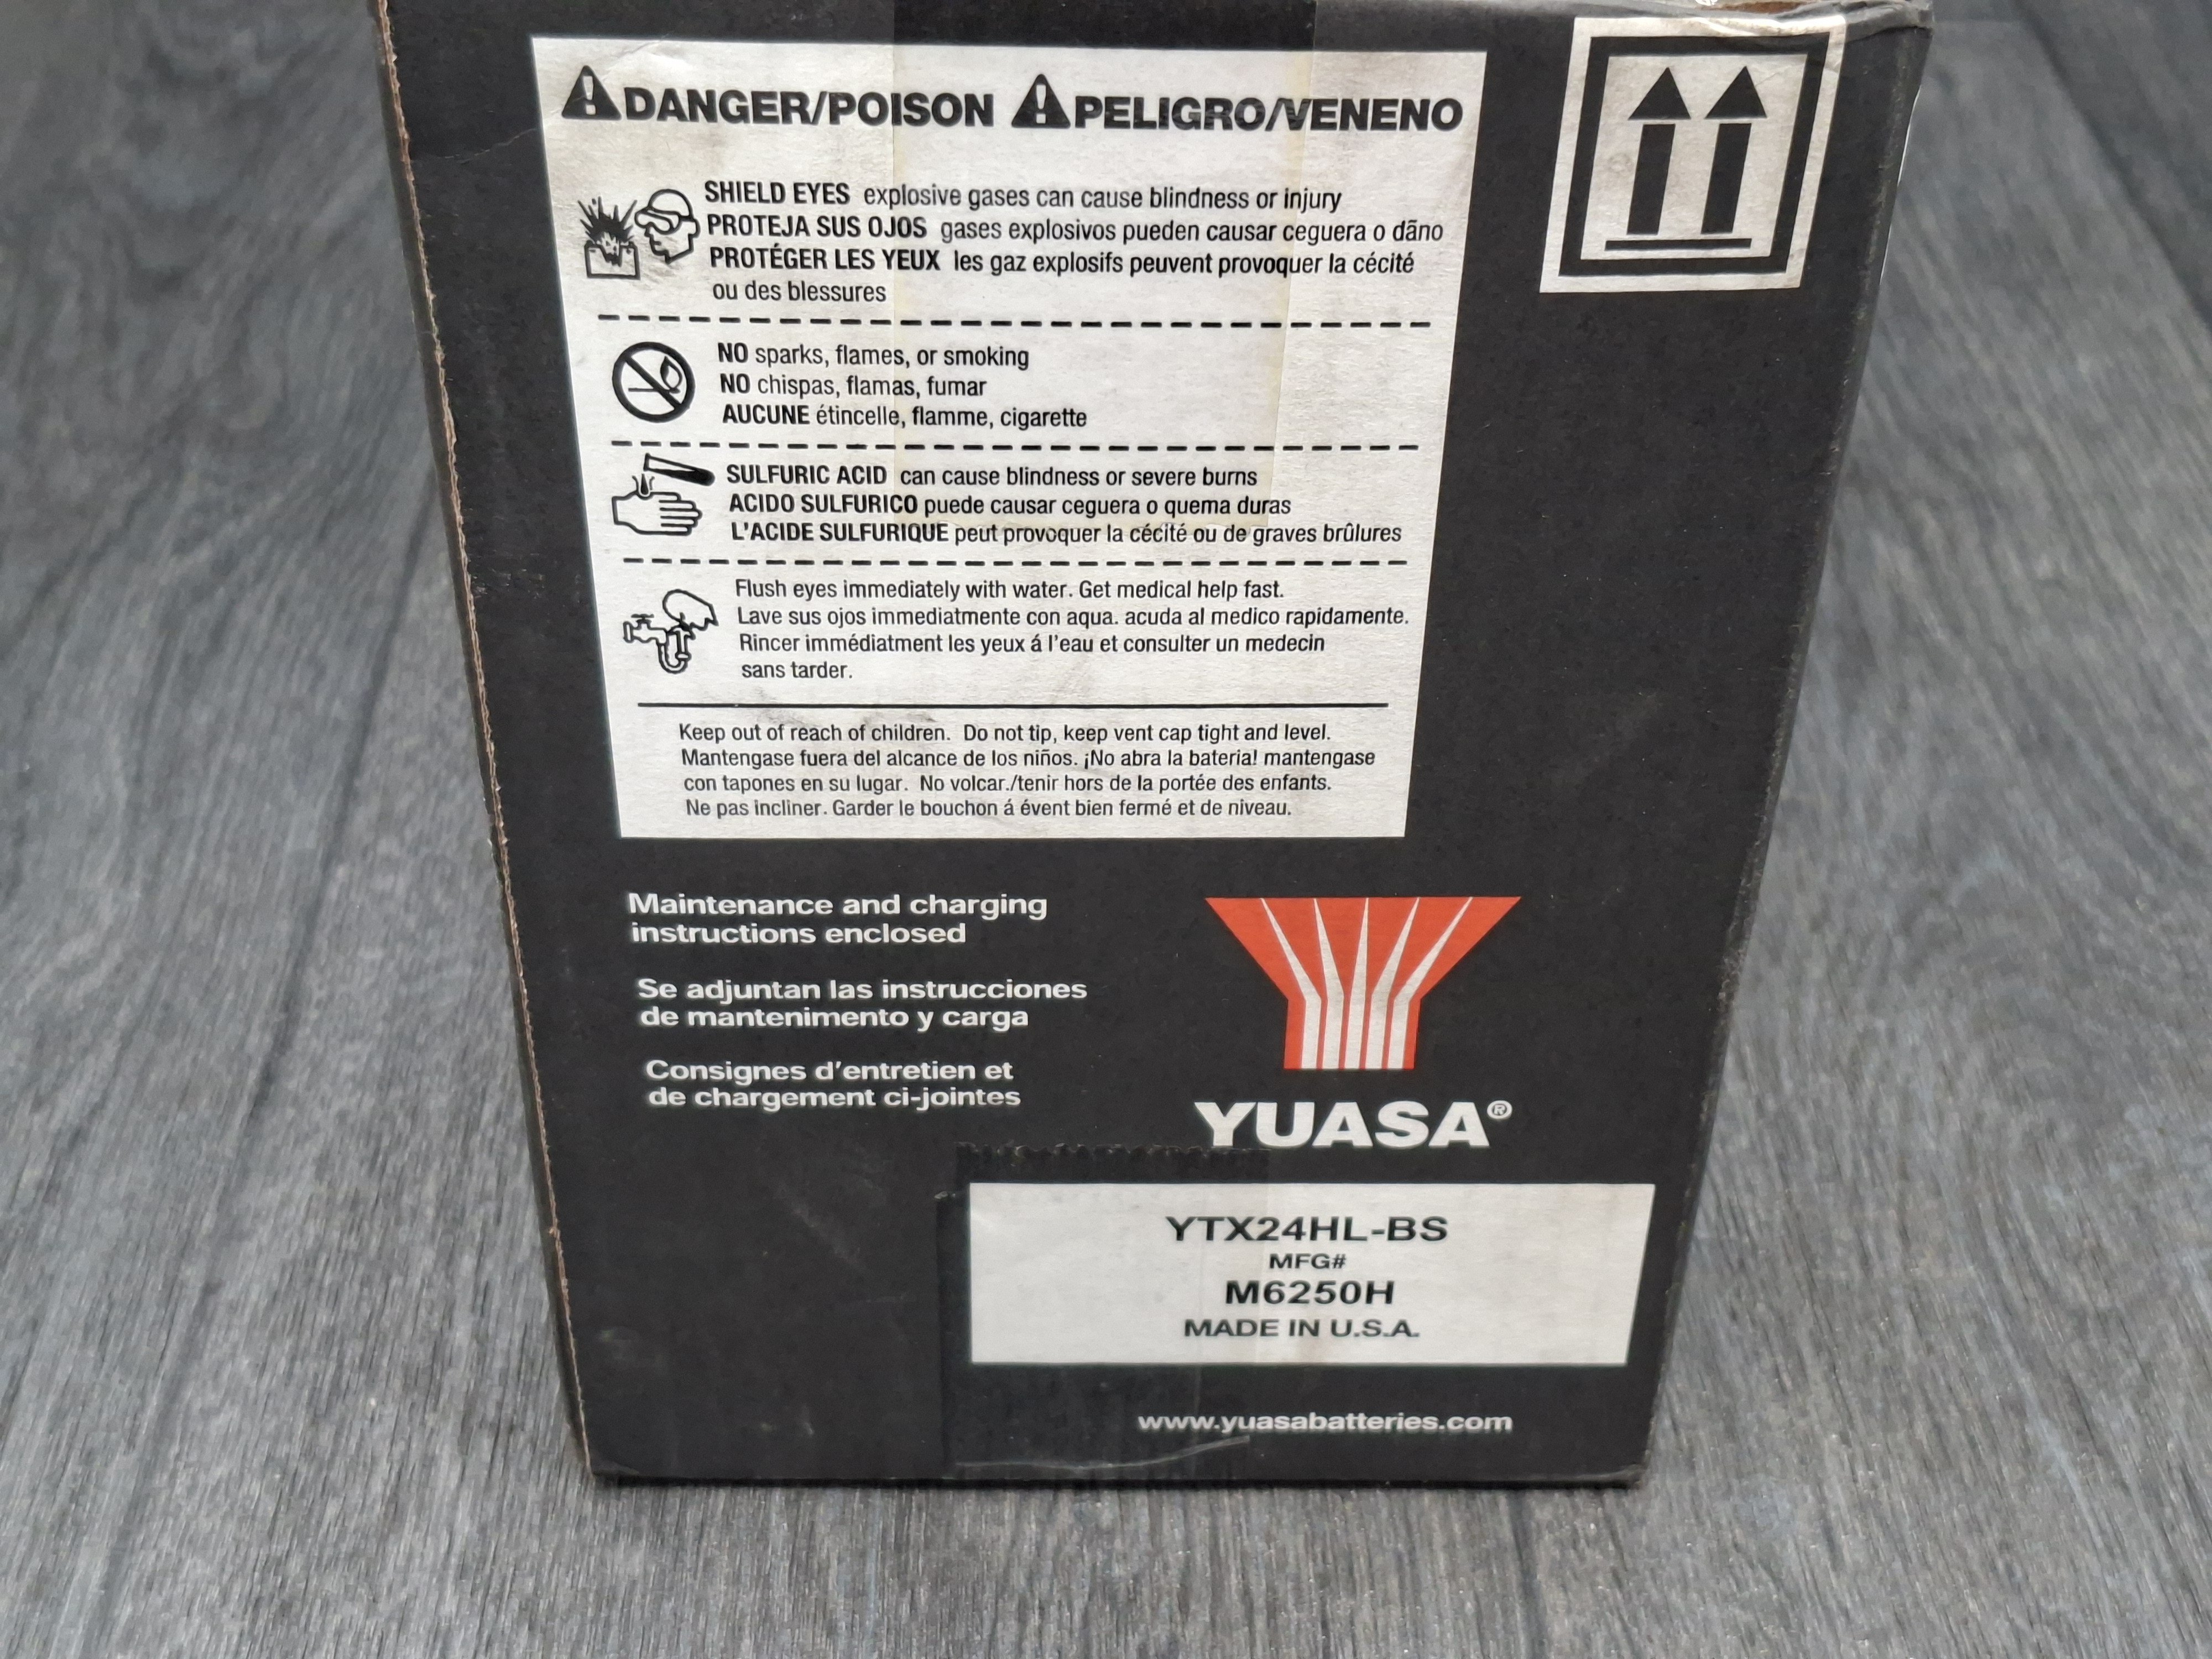 DANGER/POISON PELIGRO/VENENO
SHIELD EYES explosive gases can cause blindness or injury
PROTEJA SUS OJOS gases explosivos pueden causar ceguera o dãno
PROTÉGER LES YEUX les gaz explosifs peuvent provoquer la cécité
ou des blessures
NO sparks, flames, or smoking
NO chispas, flamas, fumar
AUCUNE étincelle, flamme, cigarette
SULFURIC ACID can cause blindness or severe burns
ACIDO SULFURICO puede causar ceguera o quema duras
L'ACIDE SULFURIQUE peut provoquer la cécité ou de graves brûlures
Flush eyes immediately with water. Get medical help fast.
Lave sus ojos immediatmente con aqua. acuda al medico rapidamente.
Rincer immédiatment les yeux á l'eau et consulter un medecin
sans tarder.
Keep out of reach of children. Do not tip, keep vent cap tight and level.
Mantengase fuera del alcance de los niños. ¡No abra la bateria! mantengase
con tapones en su lugar. No volcar./tenir hors de la portée des enfants.
Ne pas incliner. Garder le bouchon á évent bien fermé et de niveau.
Maintenance and charging
instructions enclosed
Se adjuntan las instrucciones
de mantenimento y carga
Consignes d'entretien et
de chargement ci-jointes
YUASA®
YTX24HL-BS
MFG#
M6250H
MADE IN U.S.A.
www.yuasabatteries.com